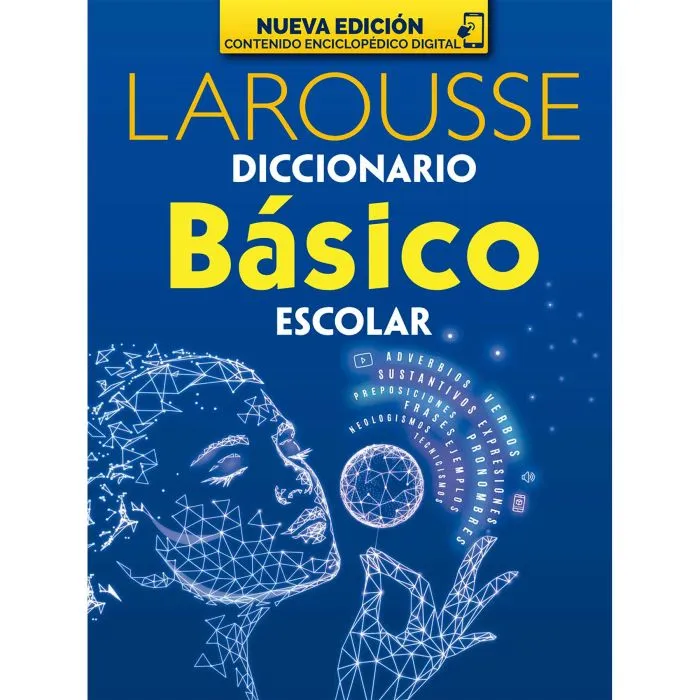 NUEVA EDICIÓN
CONTENIDO ENCICLOPÉDICO DIGITAL
LAROUSSE
DICCIONARIO
Básico
ESCOLAR
ADVERBIOS VERBOS
SUSTANTIVOS EXPRESIONES
PREPOSICIONES PRONOMBRES
FRASES EJEMPLOS
NEOLOGISMOS TECNICISMOS